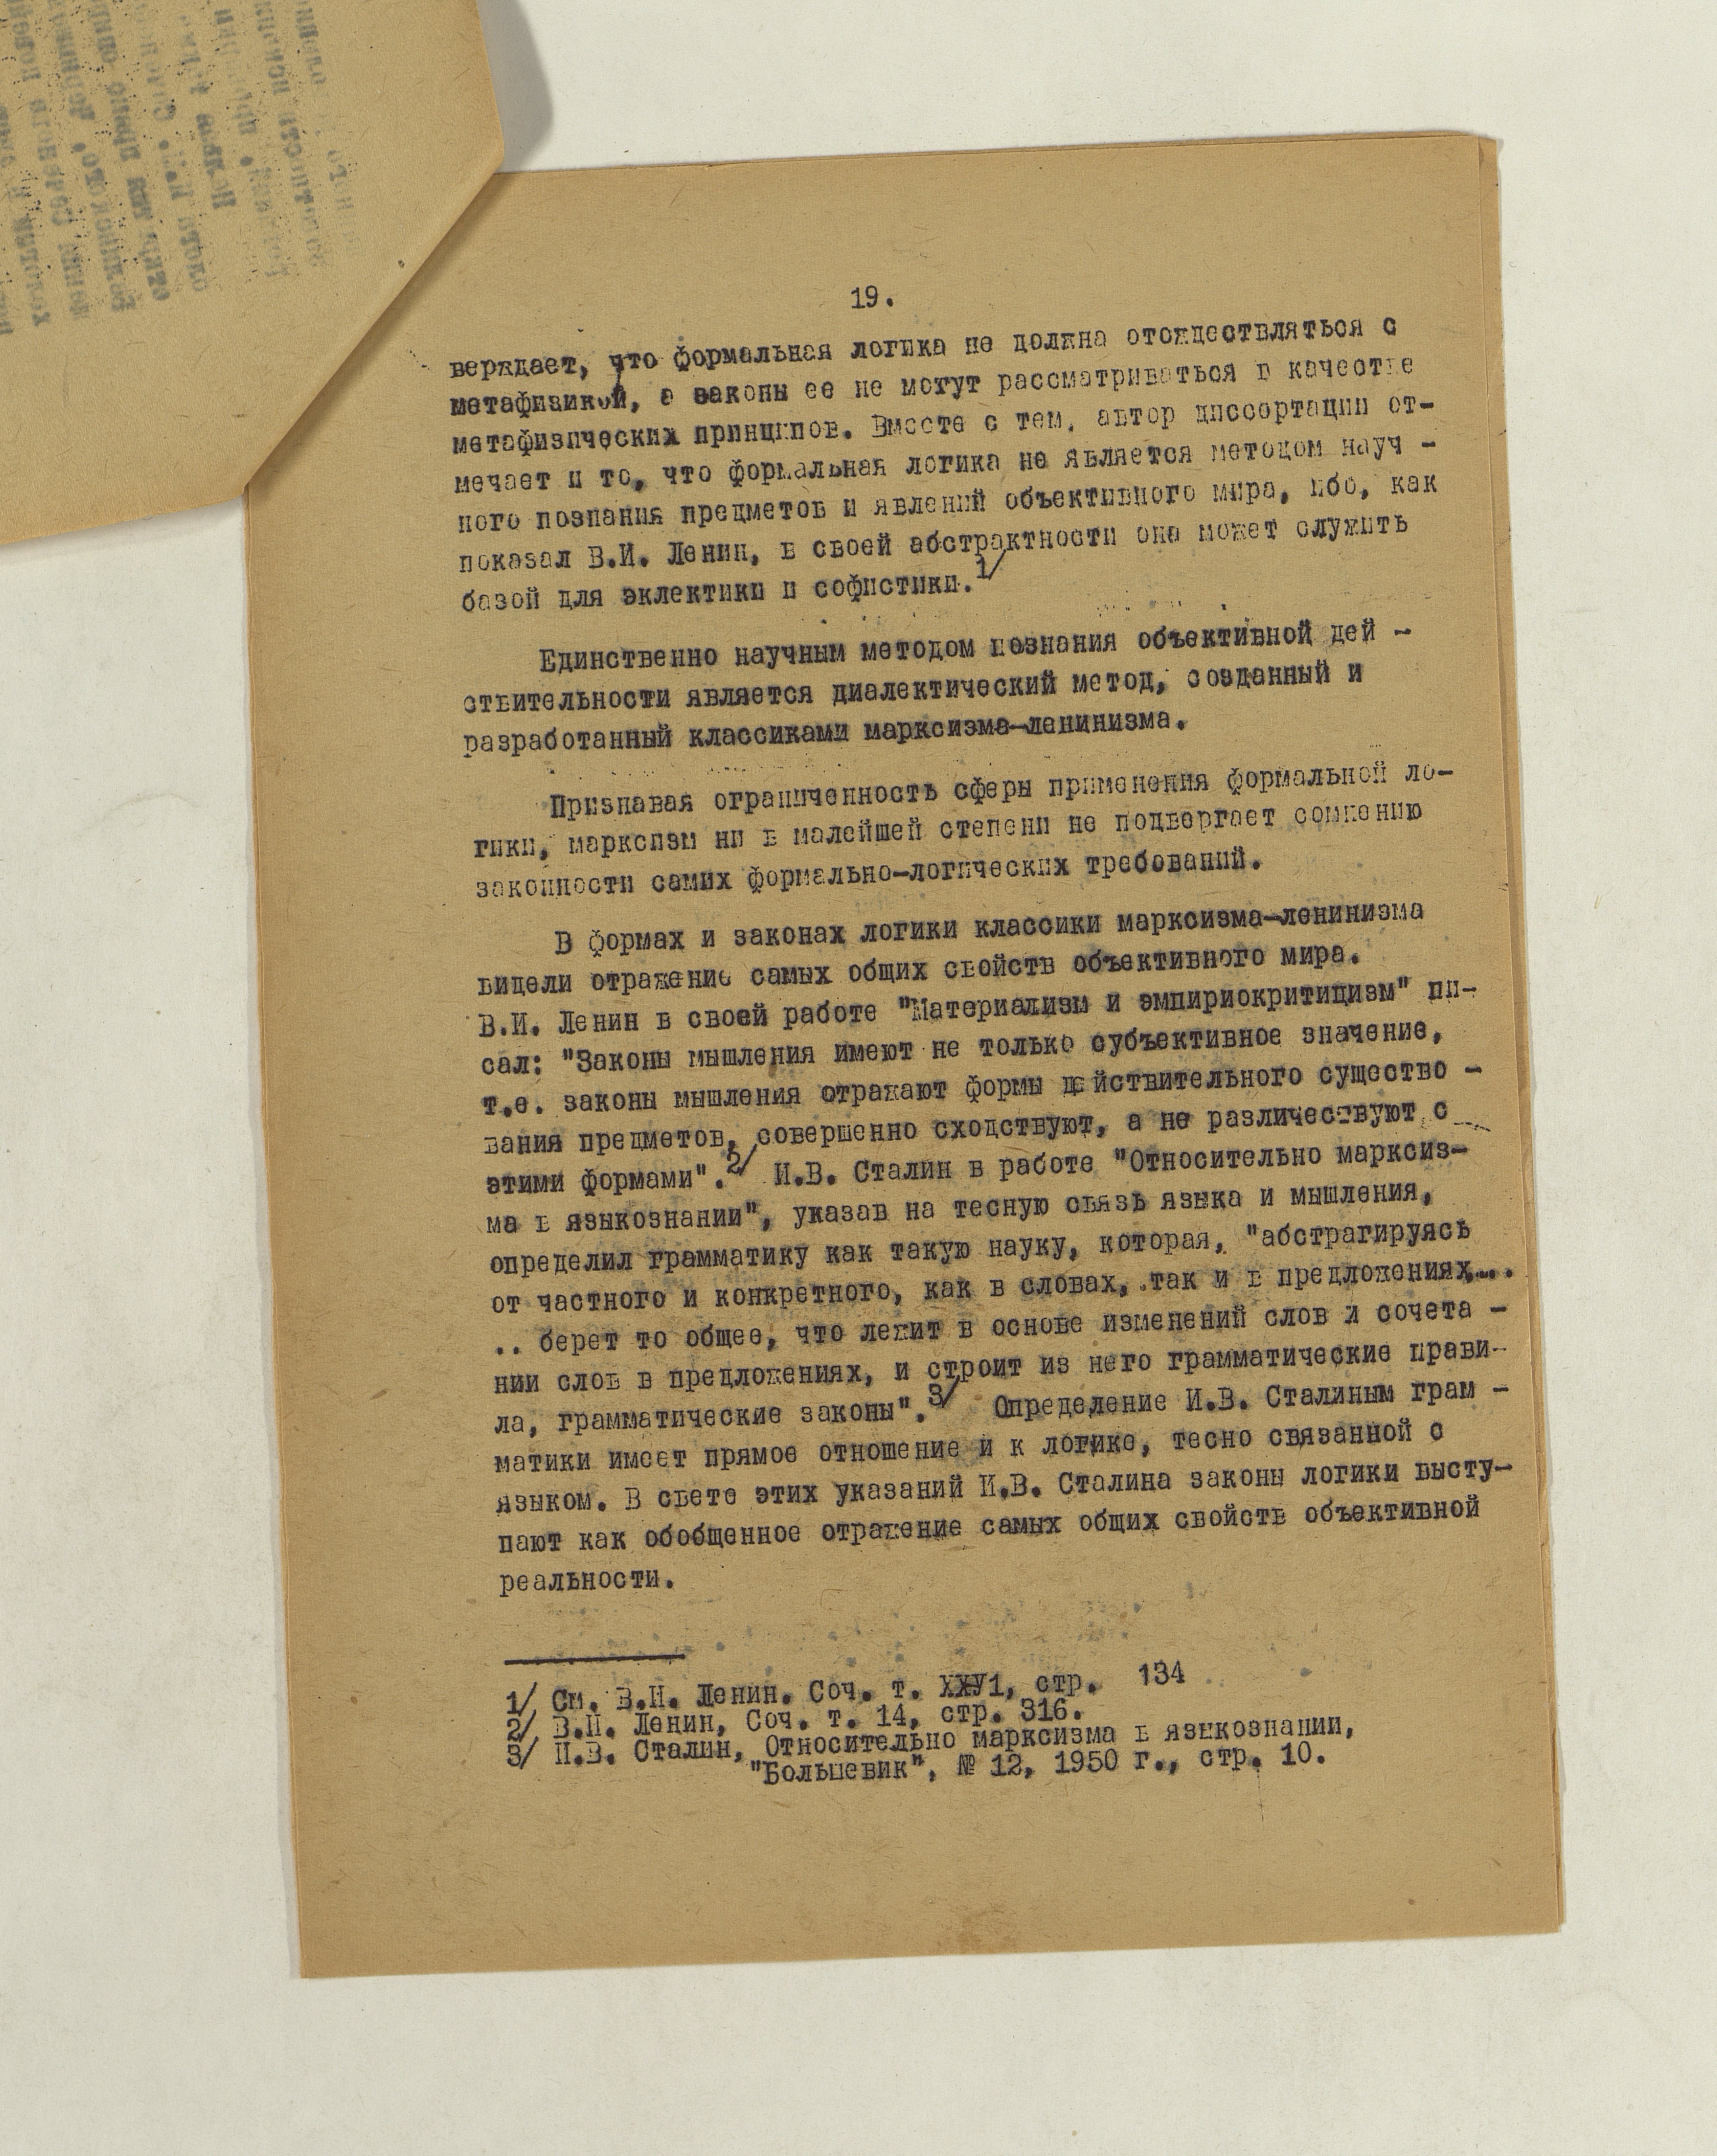 19.
верждает, что формальная логика не должна отождествляться с
метафизикой, а законы ее не могут рассматриваться в качестве
метафизических принципов. Вместе с тем, автор диссертации от-
мечает и то, что формальная логика не является методом науч -
ного познания предметов и явлений объективного мира, ибо, как
показал В.И. Ленин, в своей абстрактности она может служить
базой для эклектики и софистики.1/
Единственно научным методом познания объективной дей -
ствительности является диалектический метод, созданный и
разработанный классиками марксизма-ленинизма.
Признавая ограниченность сферы применения формальной ло-
гики, марксизм ни в малейшей степени не подвергает сомнению
законности самих формально-логических требований.
В формах и законах логики классики марксизма-ленинизма
видели отражение самых общих свойств объективного мира.
В.И. Ленин в своей работе "Материализм и эмпириокритицизм" пи-
сал: "Законы мышления имеют не только субъективное значение,
т.е. законы мышления отражают формы действительного существо -
вания предметов, совершенно сходствуют, а не различествуют с
этими формами".2/ И.В. Сталин в работе "Относительно марксиз-
ма в языкознании", указав на тесную связь языка и мышления,
определил грамматику как такую науку, которая, "абстрагируясь
от частного и конкретного, как в словах, так и в предложениях...
.. берет то общее, что лежит в основе изменений слов и сочета -
нии слов в предложениях, и строит из него грамматические прави-
ла, грамматические законы".3/ Определение И.В. Сталиным грам -
матики имеет прямое отношение и к логике, тесно связанной с
языком. В свете этих указаний И.В. Сталина законы логики высту-
пают как обобщенное отражение самых общих свойств объективной
реальности.
1/ См. В.И. Ленин. Соч. т. ХХУ1, стр. 134
2/ В.И. Ленин, Соч. т. 14, стр. 316.
3/ И.В. Сталин, Относительно марксизма в языкознании,
"Большевик", № 12, 1950 г., стр. 10.